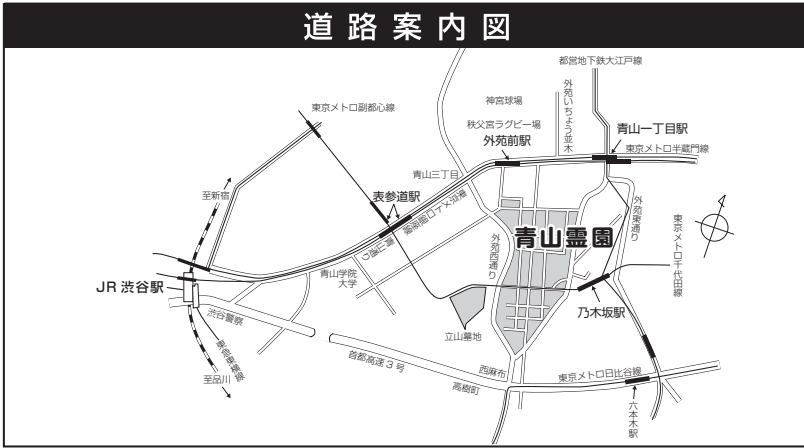 道路案内図
都営地下鉄大江戸線
外苑いちょう並木
神宮球場
東京メトロ副都心線
秩父宮ラグビー場
青山一丁目駅
外苑前駅
東京メトロ半蔵門線
青山三丁目
至新宿
表参道駅
東京メトロ銀座線
青山通り
外苑東通り
青山霊園
外苑西通り
東京メトロ千代田線
青山学院
大学
JR渋谷駅
乃木坂駅
渋谷警察
立山墓地
東急東横線
首都高速3号
西麻布
東京メトロ日比谷線
至品川
高樹町
六本木駅